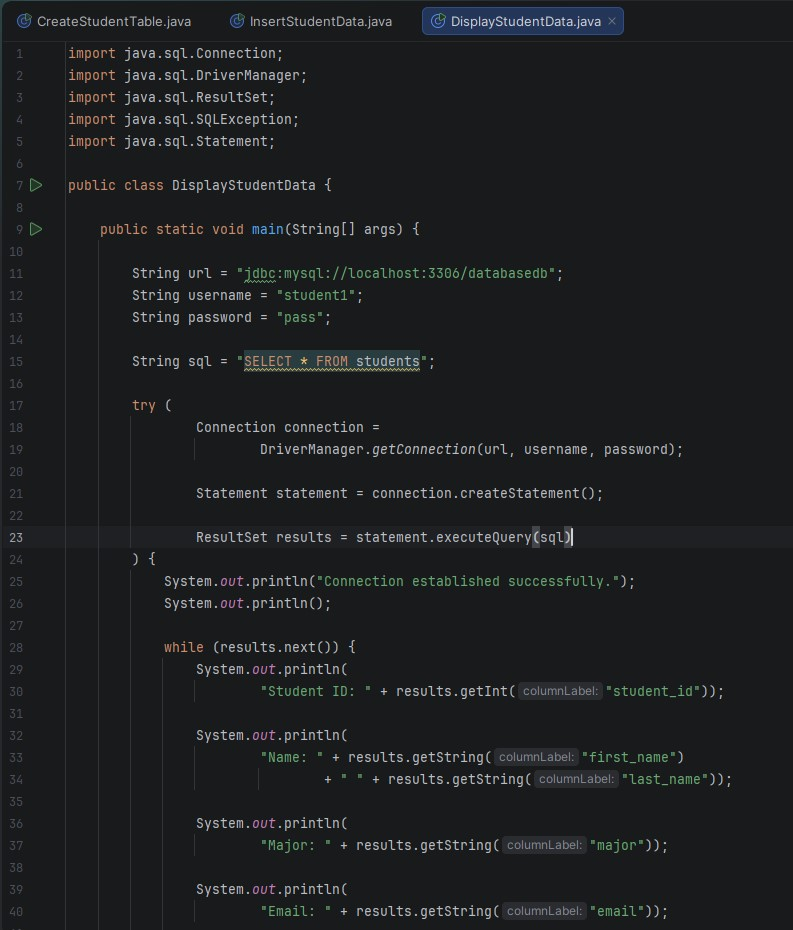 CreateStudentTable.java InsertStudentData.java DisplayStudentData.java ×
1 import java.sql.Connection;
2 import java.sql.DriverManager;
3 import java.sql.ResultSet;
4 import java.sql.SQLException;
5 import java.sql.Statement;
6
7 public class DisplayStudentData {
8
9 public static void main(String[] args) {
10
11 String url = "jdbc:mysql://localhost:3306/databasedb";
12 String username = "student1";
13 String password = "pass";
14
15 String sql = "SELECT * FROM students";
16
17 try (
18 Connection connection =
19 DriverManager.getConnection(url, username, password);
20
21 Statement statement = connection.createStatement();
22
23 ResultSet results = statement.executeQuery(sql)
24 ) {
25 System.out.println("Connection established successfully.");
26 System.out.println();
27
28 while (results.next()) {
29 System.out.println(
30 "Student ID: " + results.getInt( columnLabel: "student_id"));
31
32 System.out.println(
33 "Name: " + results.getString( columnLabel: "first_name")
34 + " " + results.getString( columnLabel: "last_name"));
35
36 System.out.println(
37 "Major: " + results.getString( columnLabel: "major"));
38
39 System.out.println(
40 "Email: " + results.getString( columnLabel: "email"));